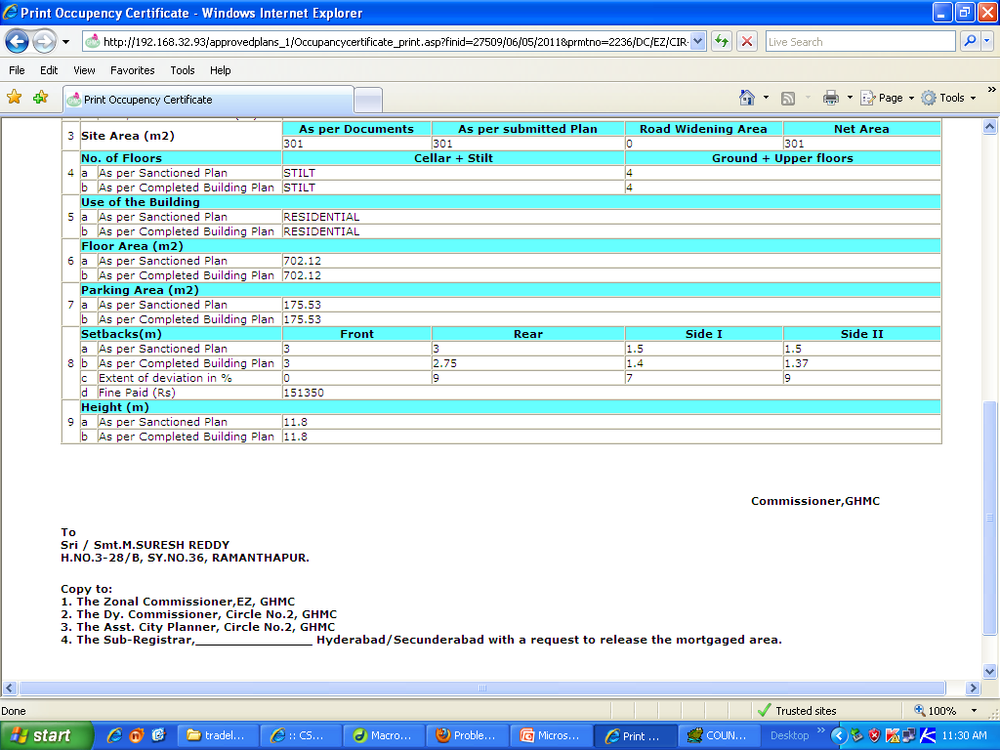 Print Occupency Certificate - Windows Internet Explorer
http://192.168.32.93/approvedplans_1/Occupancycertificate_print.asp?finid=27509/06/05/2011&prmtno=2236/DC/EZ/CIR-
Live Search
File Edit View Favorites Tools Help
Print Occupency Certificate
Page Tools »
3 Site Area (m2) As per Documents As per submitted Plan Road Widening Area Net Area
301 301 0 301
No. of Floors Cellar + Stilt Ground + Upper floors
4 a As per Sanctioned Plan STILT 4
b As per Completed Building Plan STILT 4
Use of the Building
5 a As per Sanctioned Plan RESIDENTIAL
b As per Completed Building Plan RESIDENTIAL
Floor Area (m2)
6 a As per Sanctioned Plan 702.12
b As per Completed Building Plan 702.12
Parking Area (m2)
7 a As per Sanctioned Plan 175.53
b As per Completed Building Plan 175.53
Setbacks(m) Front Rear Side I Side II
a As per Sanctioned Plan 3 3 1.5 1.5
8 b As per Completed Building Plan 3 2.75 1.4 1.37
c Extent of deviation in % 0 9 7 9
d Fine Paid (Rs) 151350
Height (m)
9 a As per Sanctioned Plan 11.8
b As per Completed Building Plan 11.8
Commissioner,GHMC
To
Sri / Smt.M.SURESH REDDY
H.NO.3-28/B, SY.NO.36, RAMANTHAPUR.
Copy to:
1. The Zonal Commissioner,EZ, GHMC
2. The Dy. Commissioner, Circle No.2, GHMC
3. The Asst. City Planner, Circle No.2, GHMC
4. The Sub-Registrar,________________ Hyderabad/Secunderabad with a request to release the mortgaged area.
Done Trusted sites 100%
start tradel... :: CS... Macro... Proble... Micros... Print ... COUN... Desktop » 11:30 AM